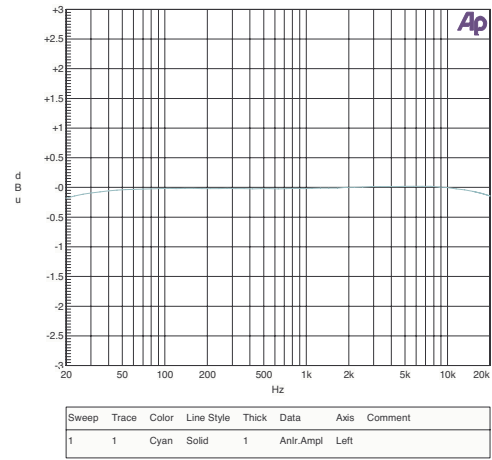 Ap
+3
+2.5
+2
+1.5
+1
+0.5
-0
-0.5
-1
-1.5
-2
-2.5
-3
d
B
u
20 50 100 200 500 1k 2k 5k 10k 20k
Hz
Sweep Trace Color Line Style Thick Data Axis Comment
1 1 Cyan Solid 1 Anlr.Ampl Left